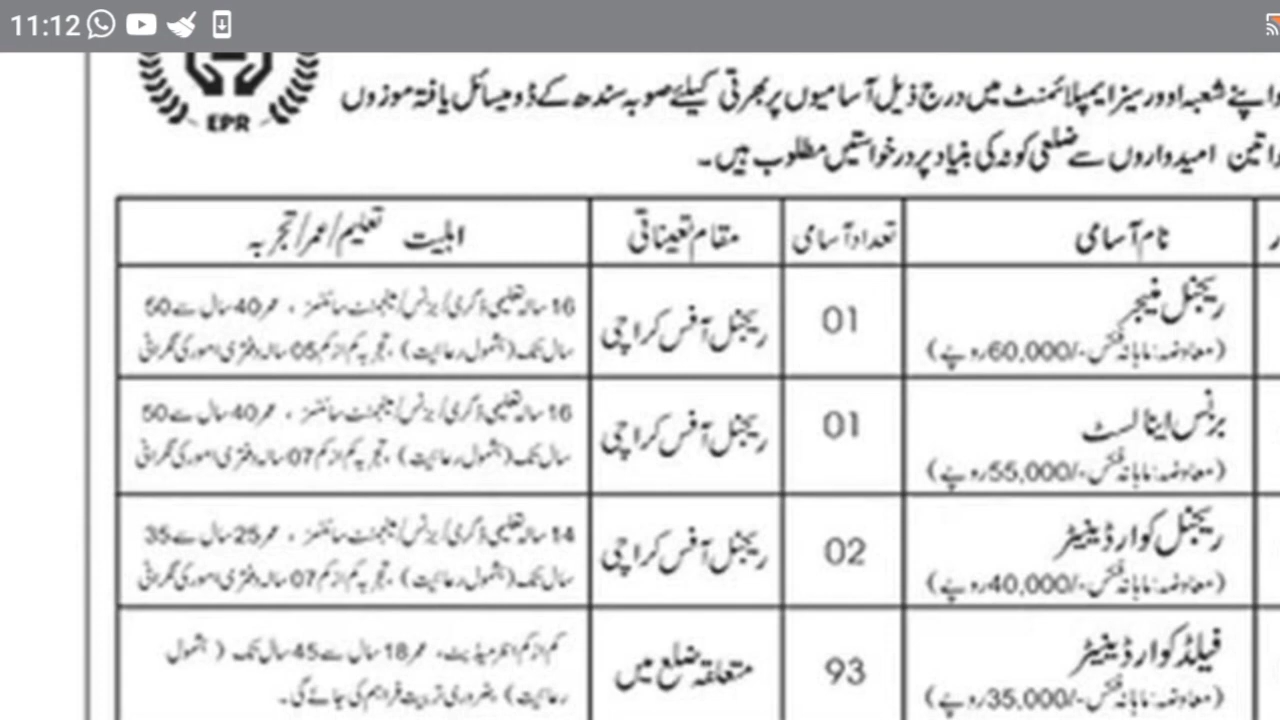 11:12
EPR
اپنے شعبہ اوورسیز ایمپلائمنٹ میں درج ذیل آسامیوں پر بھرتی کیلئے صوبہ سندھ کے ڈومیسائل یافتہ موزوں
امیدواروں سے ضلعی کوٹہ کی بنیاد پر درخواستیں مطلوب ہیں۔
نام آسامی تعداد آسامی مقام تعیناتی اہلیت تعلیم/عمر/تجربہ
ریجنل منیجر 01 ریجنل آفس کراچی 16 سالہ تعلیمی ڈگری/بزنس/مینجمنٹ سائنسز، عمر 40 سال سے 50
(معاوضہ: ماہانہ فکس -/60,000 روپے) سال تک (بشمول رعایت)، تجربہ کم از کم 05 سالہ دفتری امور کی نگرانی
بزنس اینالسٹ 01 ریجنل آفس کراچی 16 سالہ تعلیمی ڈگری/بزنس/مینجمنٹ سائنسز، عمر 40 سال سے 50
(معاوضہ: ماہانہ فکس -/55,000 روپے) سال تک (بشمول رعایت)، تجربہ کم از کم 07 سالہ دفتری امور کی نگرانی
ریجنل کوارڈینیٹر 02 ریجنل آفس کراچی 14 سالہ تعلیمی ڈگری/بزنس/مینجمنٹ سائنسز، عمر 25 سال سے 35
(معاوضہ: ماہانہ فکس -/40,000 روپے) سال تک (بشمول رعایت)، تجربہ کم از کم 07 سالہ دفتری امور کی نگرانی
فیلڈ کوارڈینیٹر 93 متعلقہ ضلع میں کم از کم انٹرمیڈیٹ، عمر 18 سال سے 45 سال تک (بشمول
(معاوضہ: ماہانہ فکس -/35,000 روپے) رعایت)، ضروری تربیت فراہم کی جائے گی۔